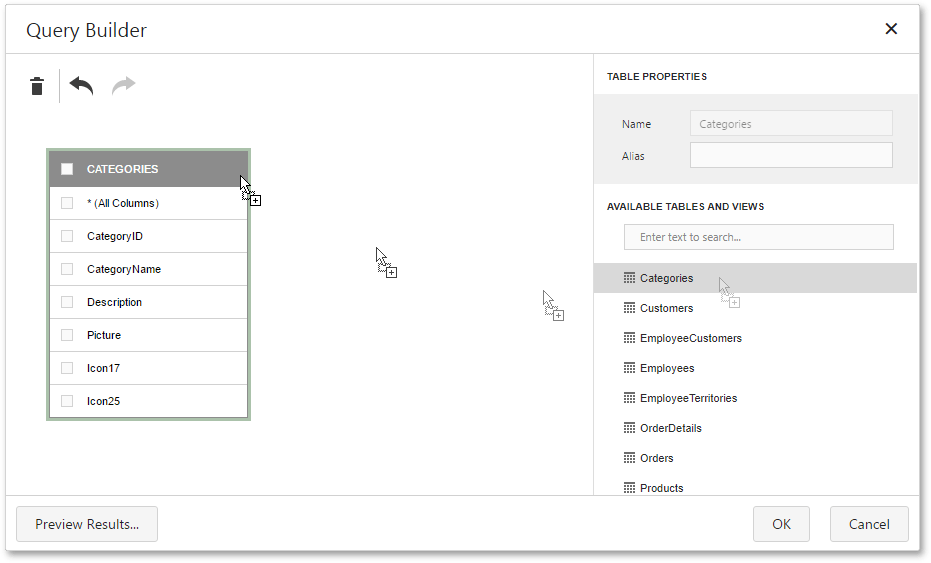 Query Builder
TABLE PROPERTIES
Name
Categories
Alias
CATEGORIES
* (All Columns)
CategoryID
CategoryName
Description
Picture
Icon17
Icon25
AVAILABLE TABLES AND VIEWS
Enter text to search...
Categories
Customers
EmployeeCustomers
Employees
EmployeeTerritories
OrderDetails
Orders
Products
Preview Results...
OK
Cancel